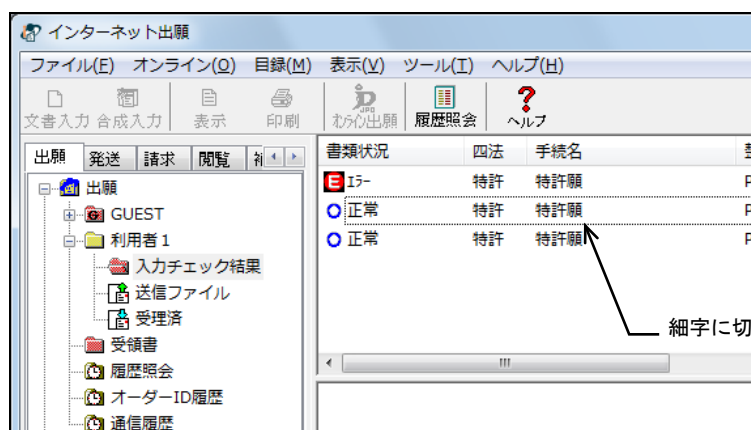 インターネット出願
ファイル(F) オンライン(O) 目録(M) 表示(V) ツール(T) ヘルプ(H)
文書入力 合成入力 表示 印刷 オンライン出願 履歴照会 ヘルプ
出願 発送 請求 閲覧
書類状況 四法 手続名
E エラー 特許 特許願 P
正常 特許 特許願 P
正常 特許 特許願 P
出願
GUEST
利用者1
入力チェック結果
送信ファイル
受理済
受領書
履歴照会
オーダーID履歴
通信履歴
細字に切